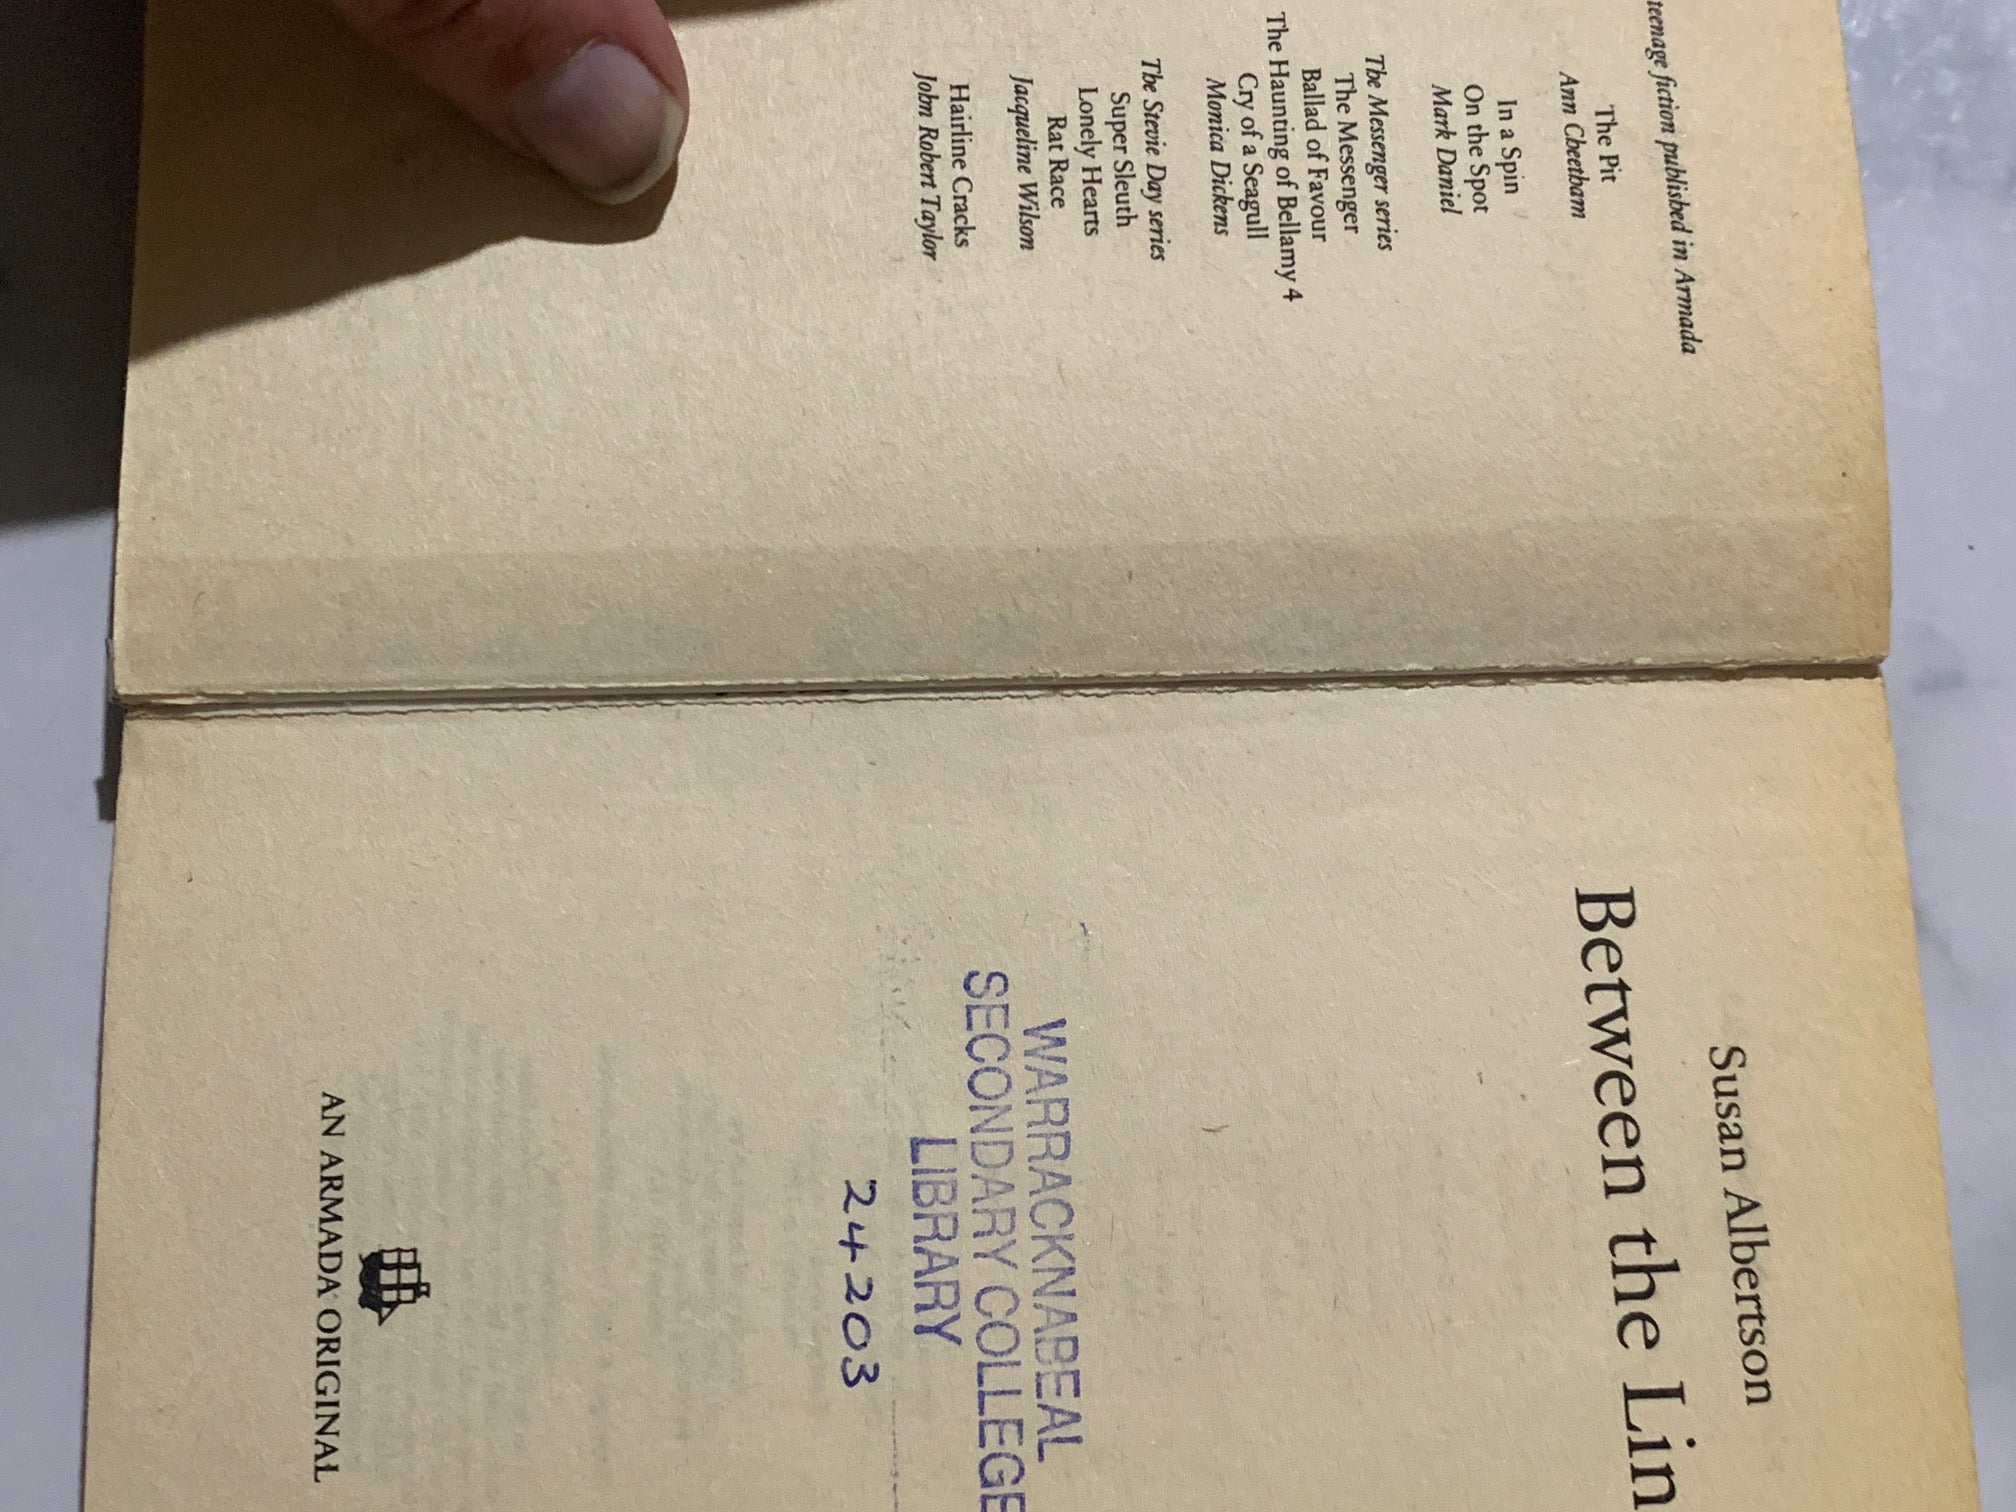 teenage fiction published in Armada
The Pit
Ann Cheetham
In a Spin
On the Spot
Mark Daniel
The Messenger series
The Messenger
Ballad of Favour
The Haunting of Bellamy 4
Cry of a Seagull
Monica Dickens
The Stevie Day series
Super Sleuth
Lonely Hearts
Rat Race
Jacqueline Wilson
Hairline Cracks
John Robert Taylor
Susan Albertson
Between the Lin
WARRACKNABEAL
SECONDARY COLLEGE
LIBRARY
24203
AN ARMADA ORIGINAL